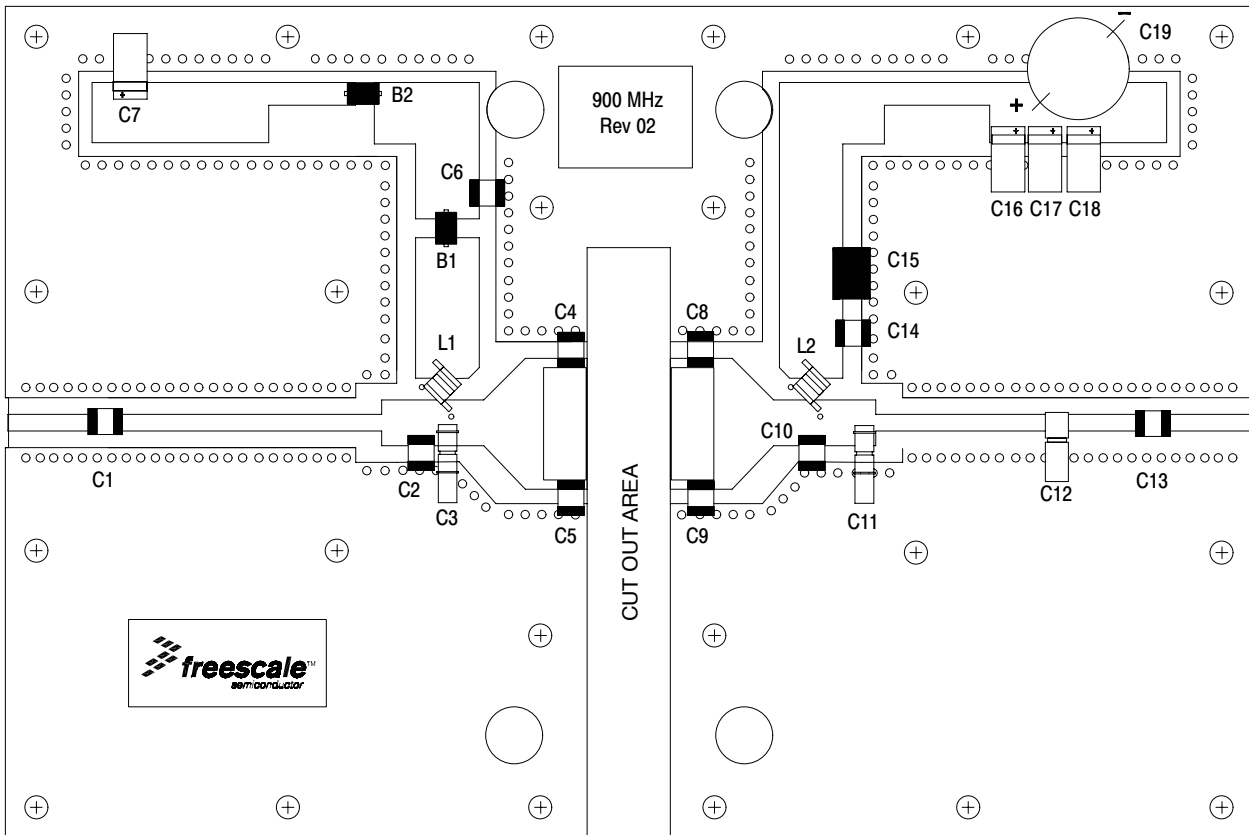 C19
C7
B2
900 MHz
Rev 02
C6
C16
C17
C18
B1
C15
C4
C8
C14
L1
L2
C1
C2
C3
C10
C11
C12
C13
C5
C9
CUT OUT AREA
freescale™
semiconductor